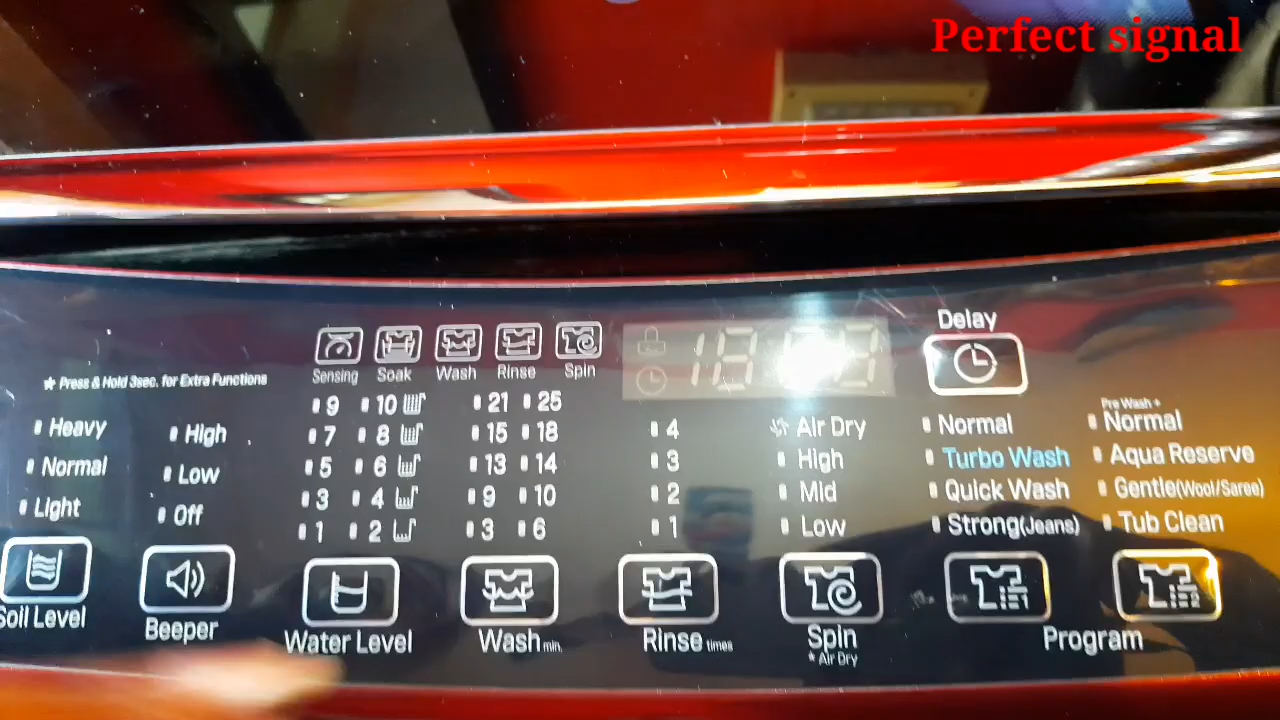 Perfect signal
Delay
Sensing Soak Wash Rinse Spin
★ Press & Hold 3sec. for Extra Functions
Heavy
Normal
Light
Soil Level
High
Low
Off
Beeper
9 10
7 8
5 6
3 4
1 2
Water Level
21 25
15 18
13 14
9 10
3 6
Wash min.
4
3
2
1
Rinse times
Air Dry
High
Mid
Low
Spin
* Air Dry
Normal
Turbo Wash
Quick Wash
Strong(Jeans)
Pre Wash +
Normal
Aqua Reserve
Gentle(Wool/Saree)
Tub Clean
Program